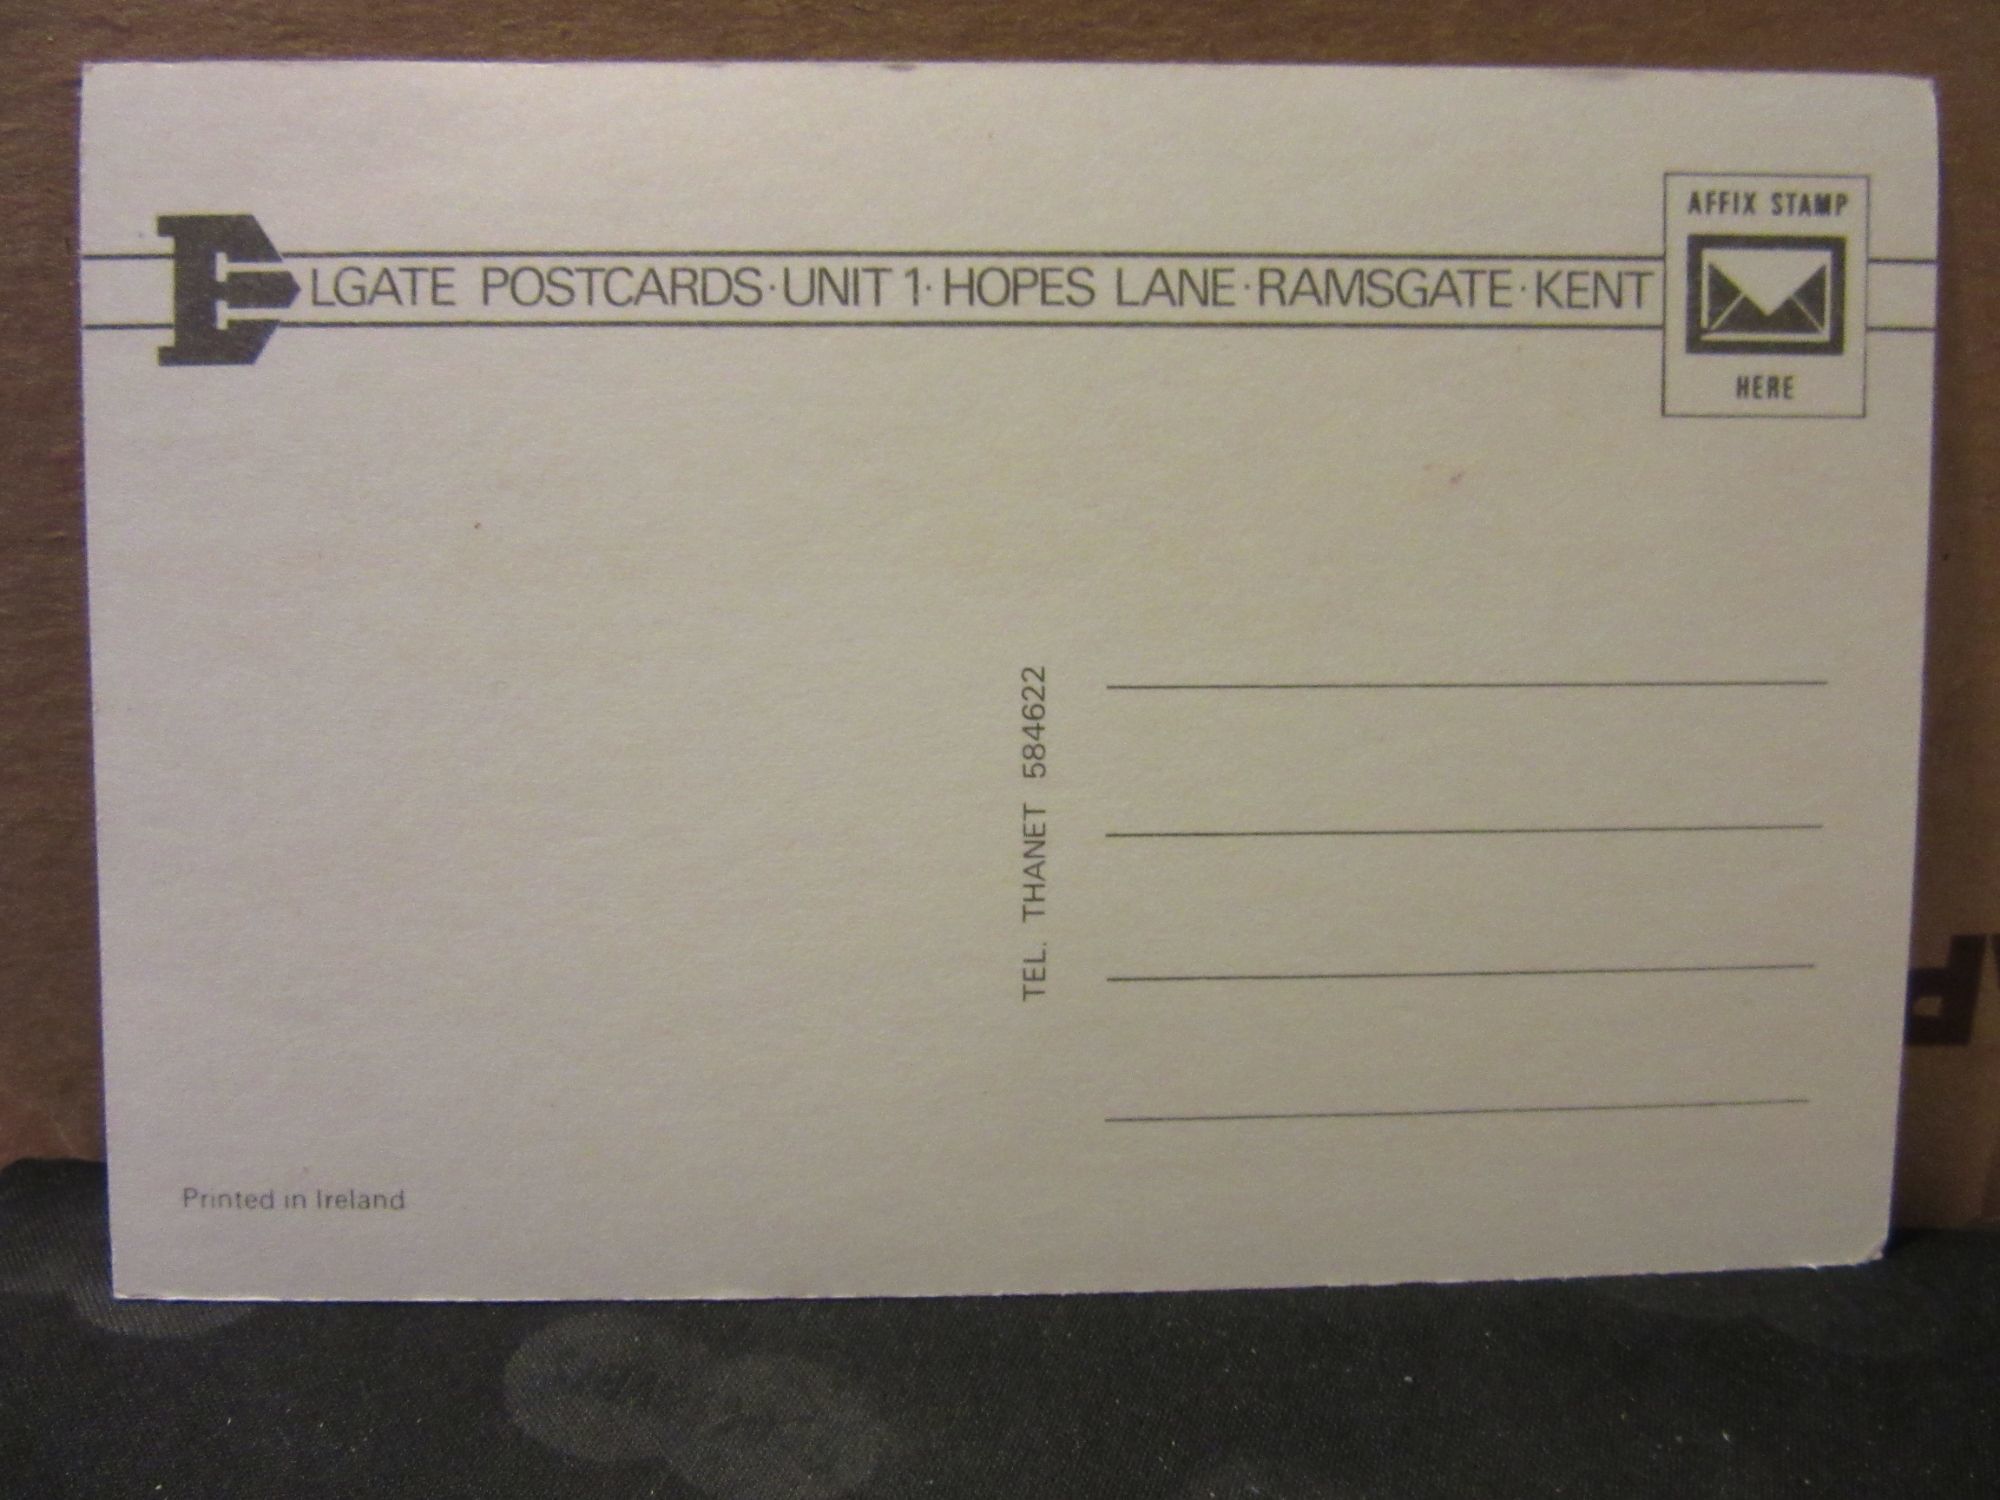 AFFIX STAMP
ELGATE POSTCARDS·UNIT 1·HOPES LANE·RAMSGATE·KENT
HERE
TEL. THANET 584622
Printed in Ireland